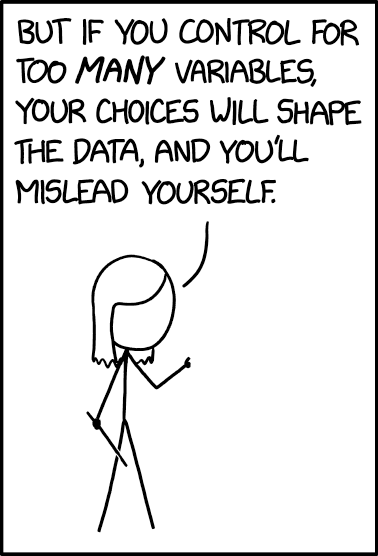 BUT IF YOU CONTROL FOR
TOO MANY VARIABLES,
YOUR CHOICES WILL SHAPE
THE DATA, AND YOU'LL
MISLEAD YOURSELF.